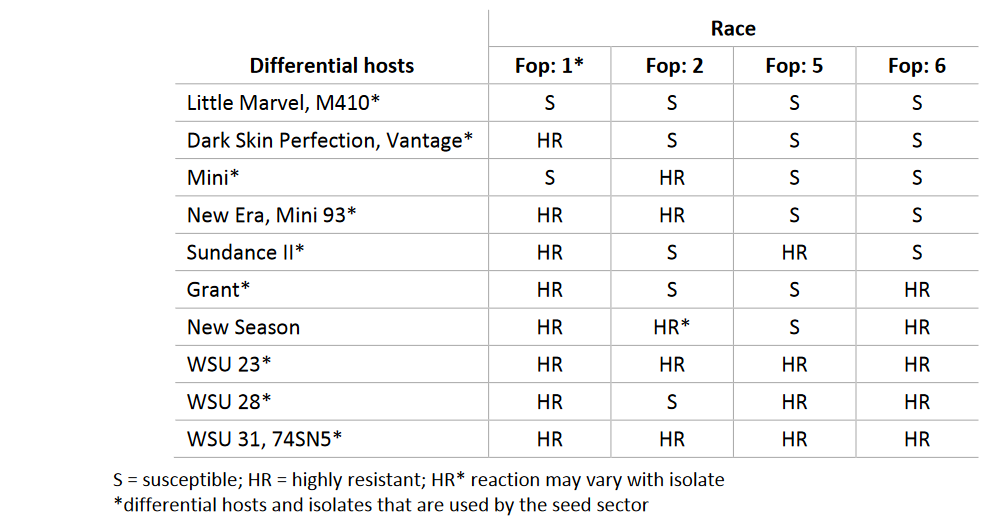 Race
Differential hosts Fop: 1* Fop: 2 Fop: 5 Fop: 6
Little Marvel, M410* S S S S
Dark Skin Perfection, Vantage* HR S S S
Mini* S HR S S
New Era, Mini 93* HR HR S S
Sundance II* HR S HR S
Grant* HR S S HR
New Season HR HR* S HR
WSU 23* HR HR HR HR
WSU 28* HR S HR HR
WSU 31, 74SN5* HR HR HR HR
S = susceptible; HR = highly resistant; HR* reaction may vary with isolate
*differential hosts and isolates that are used by the seed sector